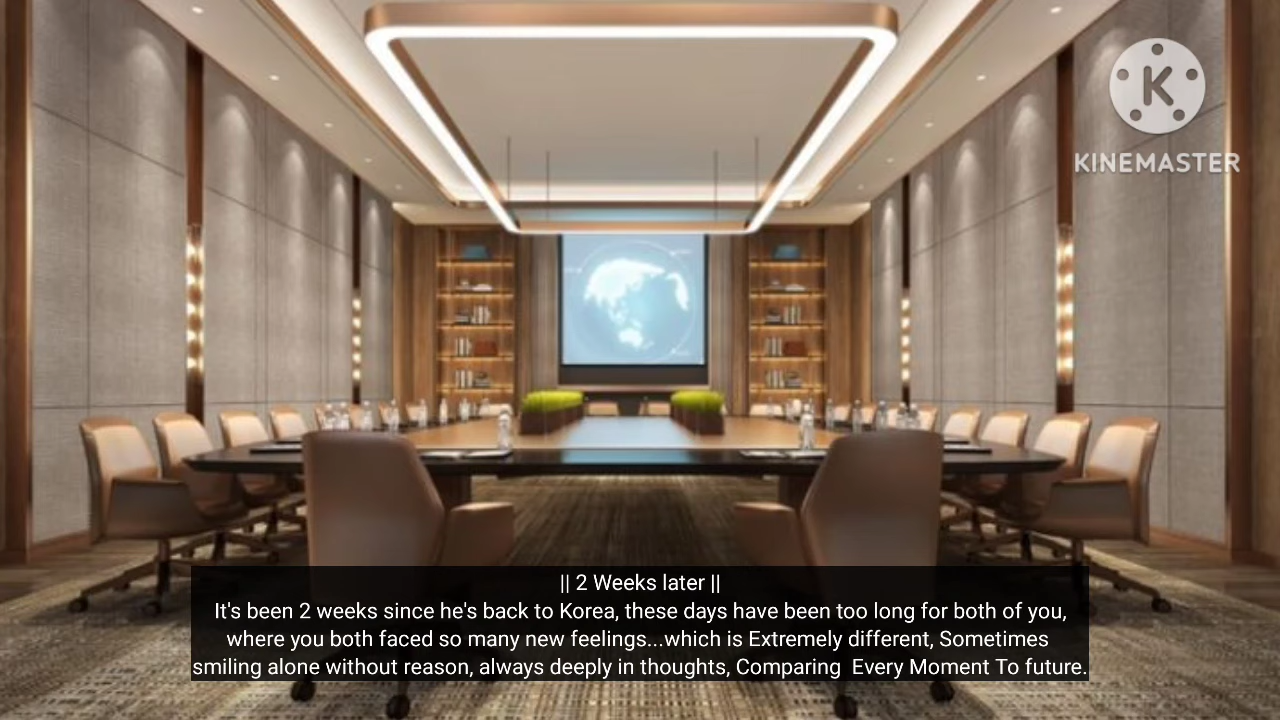 KINEMASTER
|| 2 Weeks later ||
It's been 2 weeks since he's back to Korea, these days have been too long for both of you,
where you both faced so many new feelings...which is Extremely different, Sometimes
smiling alone without reason, always deeply in thoughts, Comparing  Every Moment To future.